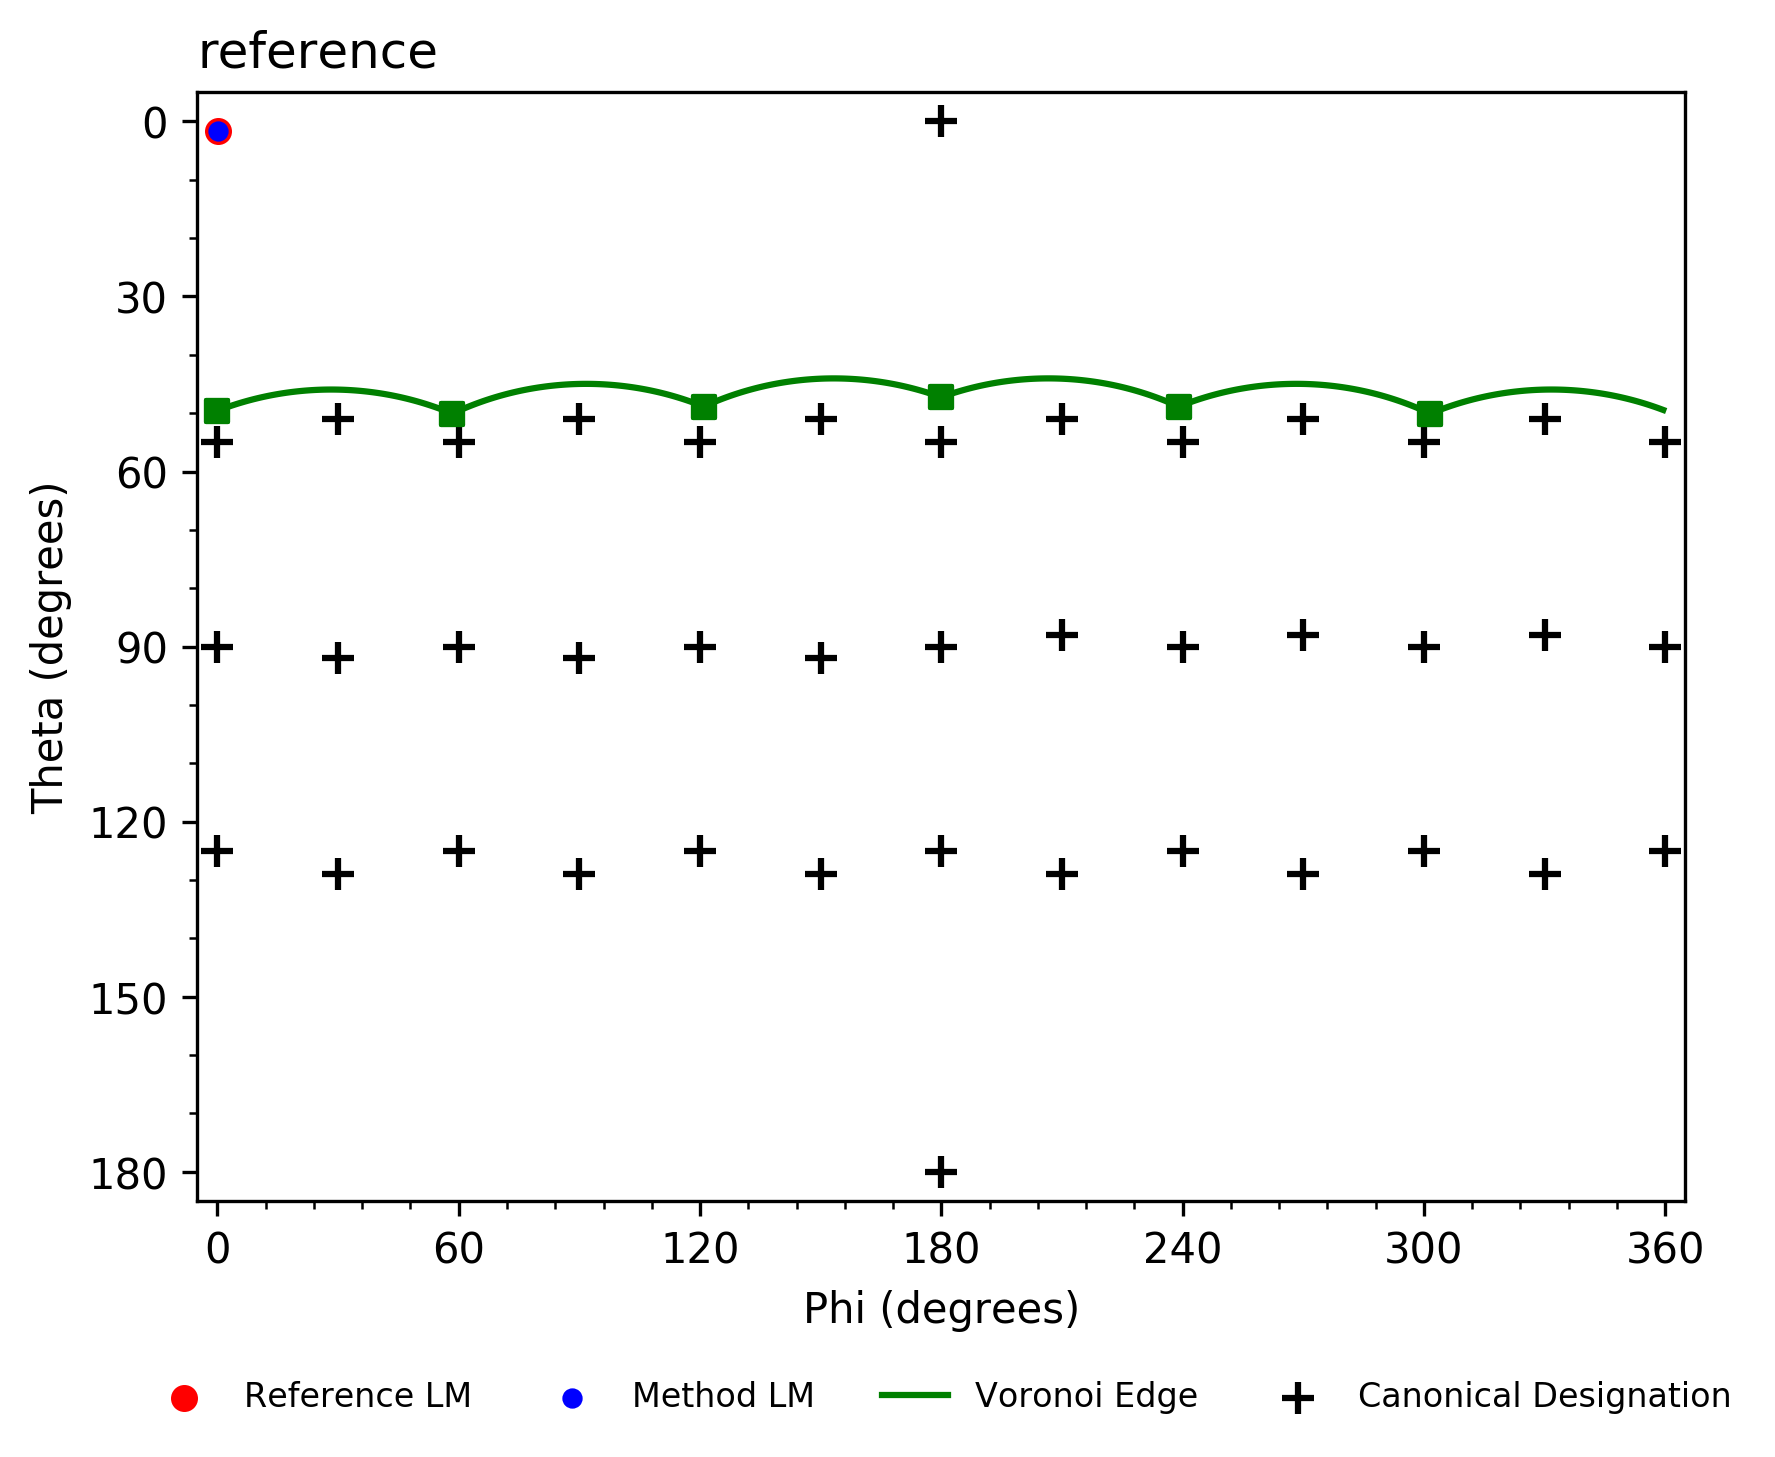 reference
0
30
60
90
120
150
180
Theta (degrees)
0 60 120 180 240 300 360
Phi (degrees)
Reference LM Method LM Voronoi Edge Canonical Designation